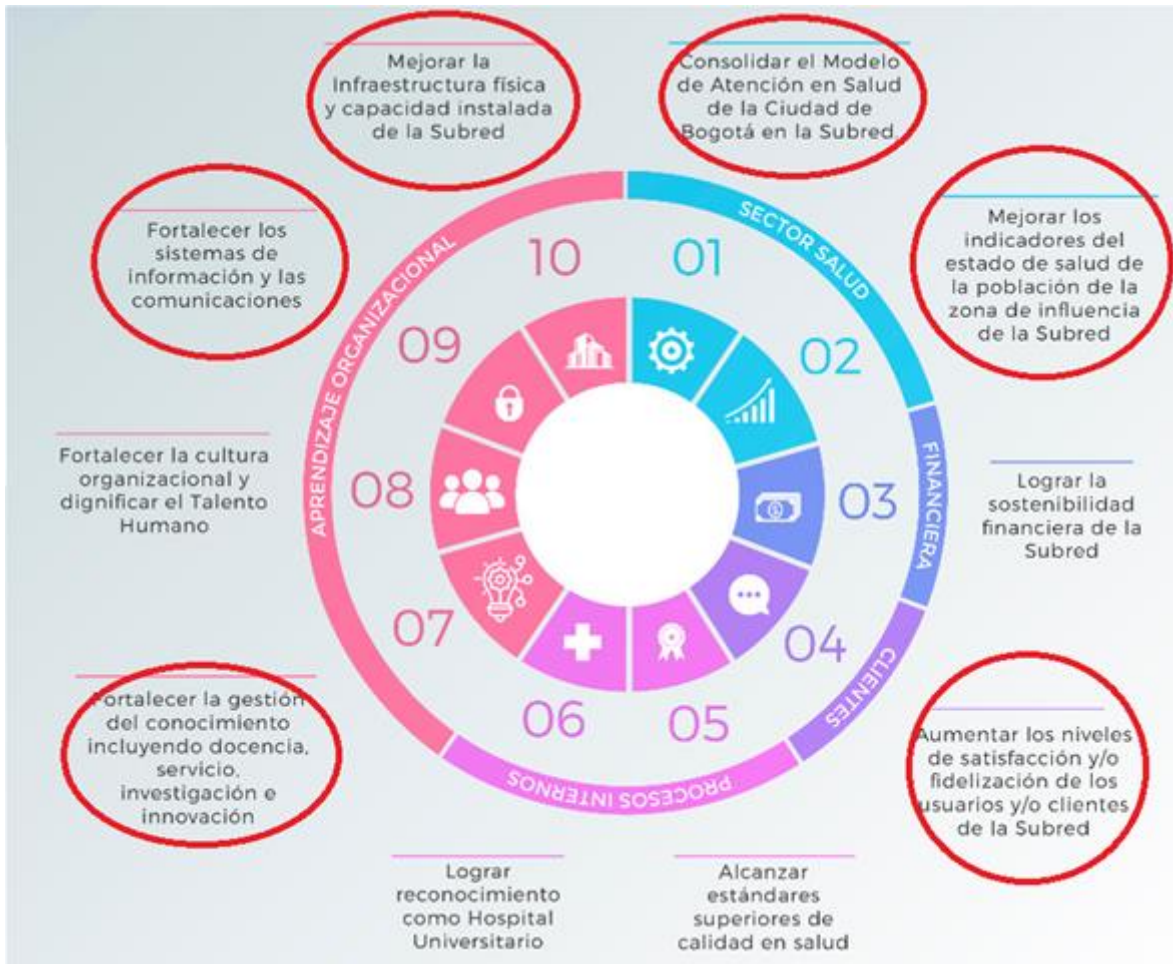 Mejorar la
Infraestructura física
y capacidad instalada
de la Subred
Consolidar el Modelo
de Atención en Salud
de la Ciudad de
Bogotá en la Subred.
Fortalecer los
sistemas de
información y las
comunicaciones
Mejorar los
indicadores del
estado de salud de
la población de la
zona de influencia
de la Subred
Fortalecer la cultura
organizacional y
dignificar el Talento
Humano
Lograr la
sostenibilidad
financiera de la
Subred
Fortalecer la gestión
del conocimiento
incluyendo docencia,
servicio,
investigación e
innovación
Aumentar los niveles
de satisfacción y/o
fidelización de los
usuarios y/o clientes
de la Subred
Lograr
reconocimiento
como Hospital
Universitario
Alcanzar
estándares
superiores de
calidad en salud
SECTOR SALUD
FINANCIERA
CLIENTES
PROCESOS INTERNOS
APRENDIZAJE ORGANIZACIONAL
01
02
03
04
05
06
07
08
09
10